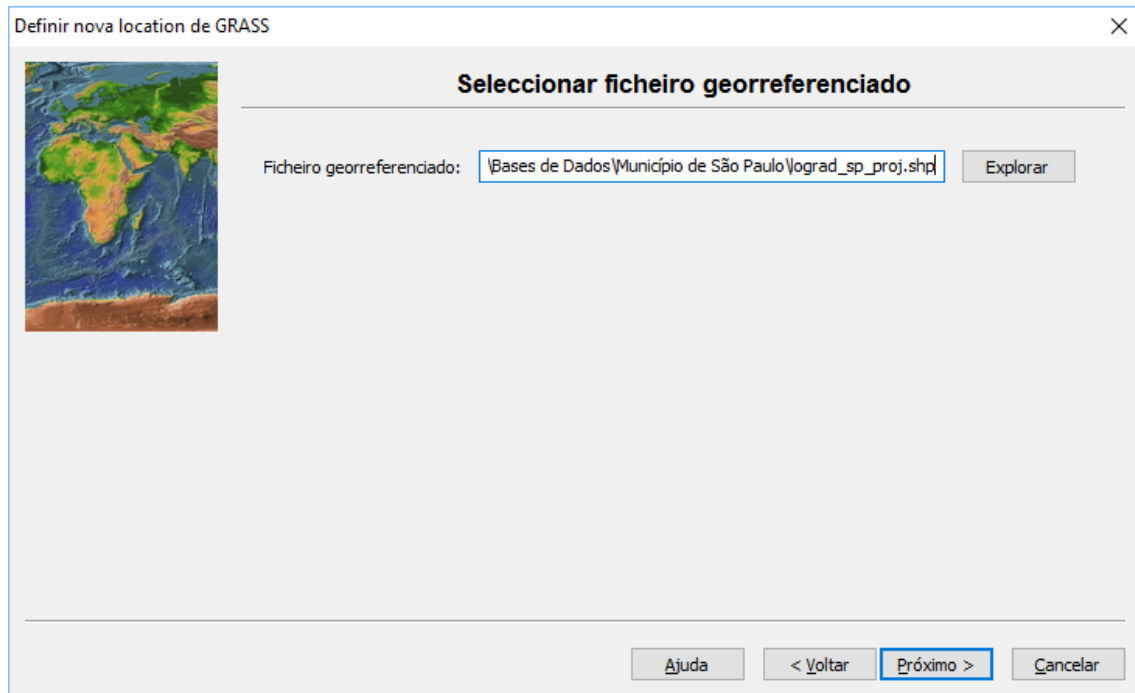 Definir nova location de GRASS
Seleccionar ficheiro georreferenciado
Ficheiro georreferenciado: \Bases de Dados\Município de São Paulo\lograd_sp_proj.shp Explorar
Ajuda < Voltar Próximo > Cancelar